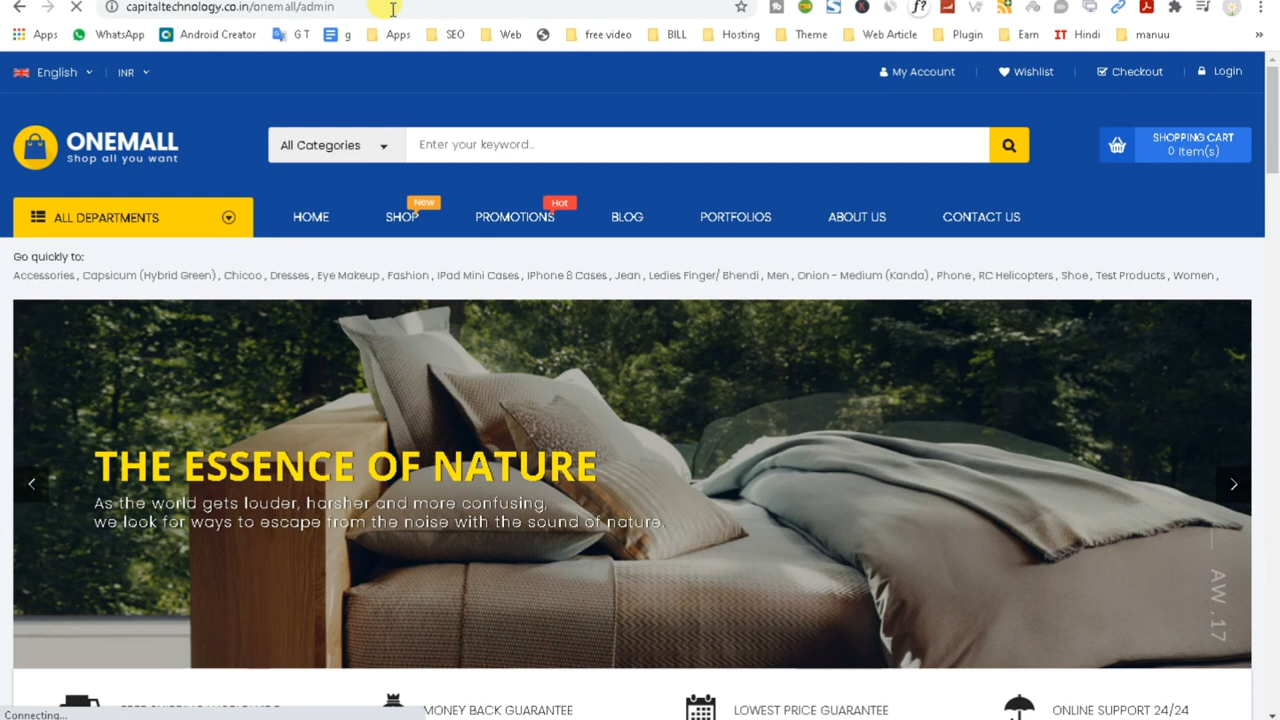 capitaltechnology.co.in/onemall/admin
Apps WhatsApp Android Creator G T g Apps SEO Web free video BILL Hosting Theme Web Article Plugin Earn IT Hindi manuu »
English INR My Account Wishlist Checkout Login
ONEMALL
Shop all you want
All Categories Enter your keyword... SHOPPING CART
0 Item(s)
New Hot
ALL DEPARTMENTS HOME SHOP PROMOTIONS BLOG PORTFOLIOS ABOUT US CONTACT US
Go quickly to:
Accessories , Capsicum (Hybrid Green) , Chicoo , Dresses , Eye Makeup , Fashion , IPad Mini Cases , IPhone 8 Cases , Jean , Ledies Finger/ Bhendi , Men , Onion - Medium (Kanda) , Phone , RC Helicopters , Shoe , Test Products , Women ,
THE ESSENCE OF NATURE
As the world gets louder, harsher and more confusing,
we look for ways to escape from the noise with the sound of nature.
AW .17
MONEY BACK GUARANTEE LOWEST PRICE GUARANTEE ONLINE SUPPORT 24/24
Connecting...